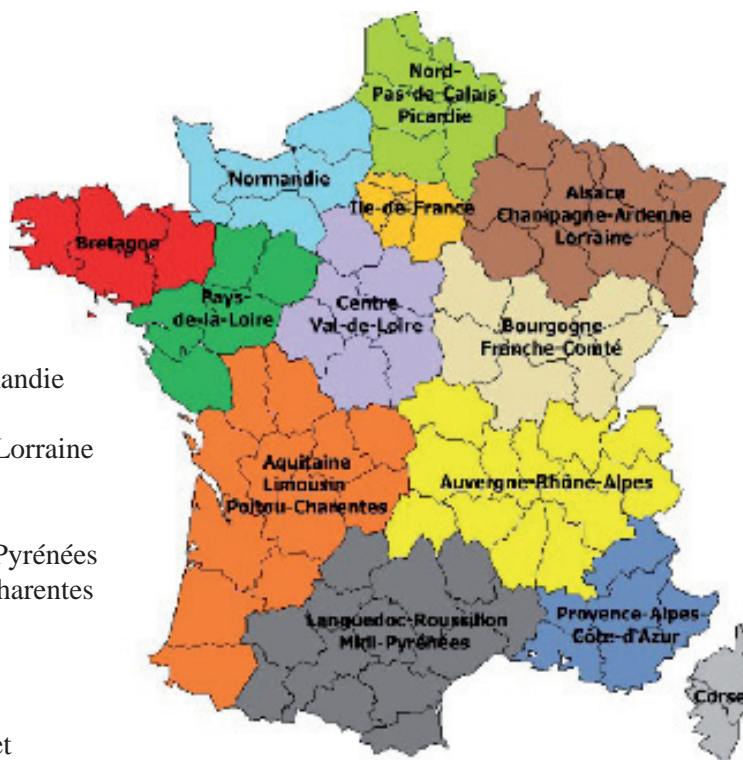 Nord-
Pas-de-Calais
Picardie
Normandie
Ile-de-France
Alsace
Champagne-Ardenne
Lorraine
Bretagne
Pays-
de-la-Loire
Centre
Val-de-Loire
Bourgogne
Franche-Comté
andie
Lorraine
Aquitaine
Limousin
Poitou-Charentes
Auvergne-Rhône-Alpes
Pyrénées
harentes
Languedoc-Roussillon
Midi-Pyrénées
Provence-Alpes-
Côte-d'Azur
Corse
et